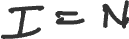 I = N